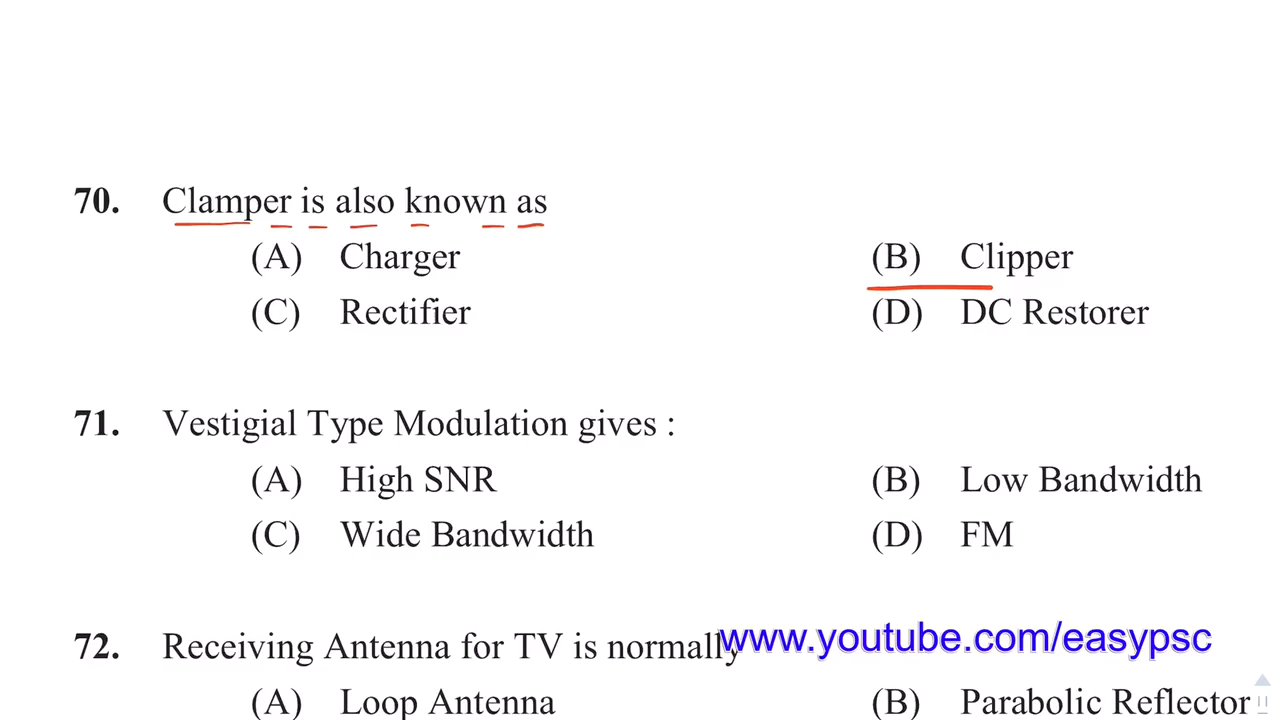 70. Clamper is also known as
(A) Charger (B) Clipper
(C) Rectifier (D) DC Restorer
71. Vestigial Type Modulation gives :
(A) High SNR (B) Low Bandwidth
(C) Wide Bandwidth (D) FM
72. Receiving Antenna for TV is normally
www.youtube.com/easypsc
(A) Loop Antenna (B) Parabolic Reflector